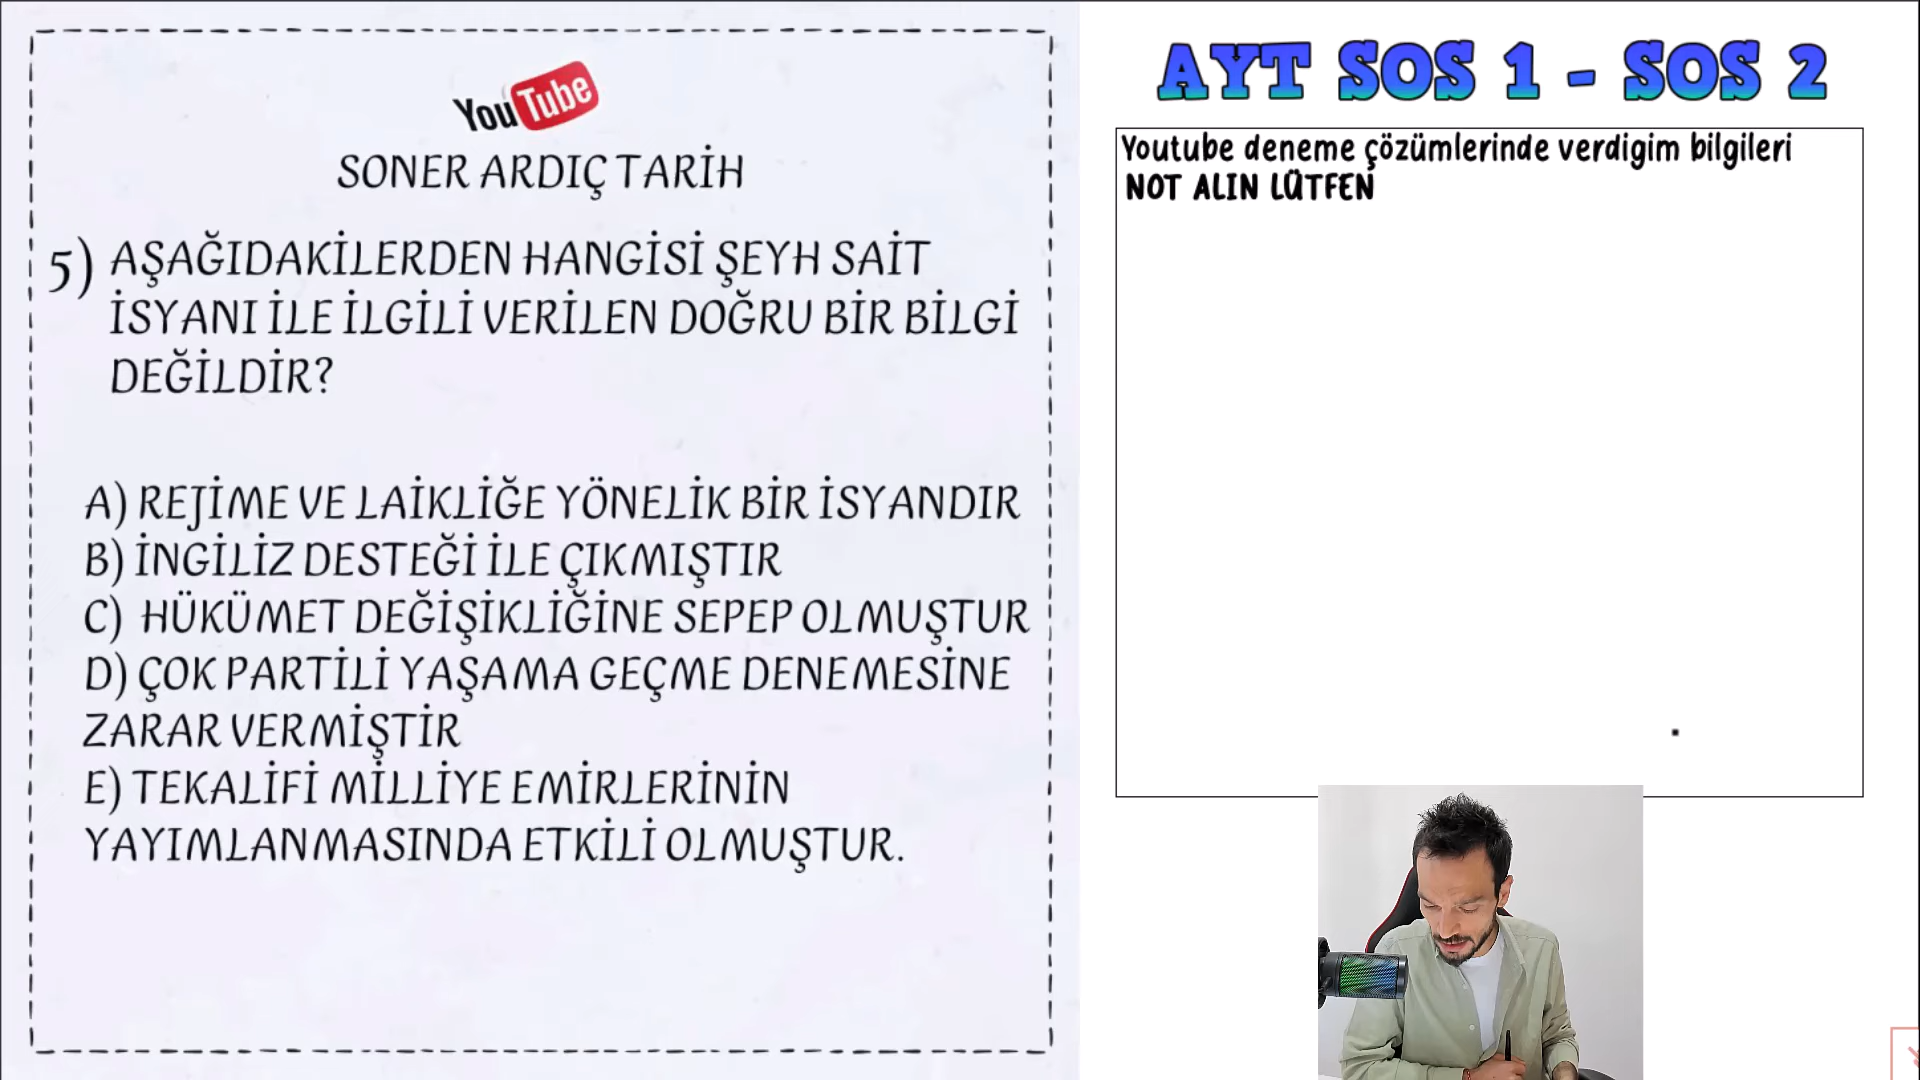 YouTube
SONER ARDIÇ TARİH
5) AŞAĞIDAKİLERDEN HANGİSİ ŞEYH SAİT
İSYANI İLE İLGİLİ VERİLEN DOĞRU BİR BİLGİ
DEĞİLDİR?
A) REJİME VE LAİKLİĞE YÖNELİK BİR İSYANDIR
B) İNGİLİZ DESTEĞİ İLE ÇIKMIŞTIR
C) HÜKÜMET DEĞİŞİKLİĞİNE SEPEP OLMUŞTUR
D) ÇOK PARTİLİ YAŞAMA GEÇME DENEMESİNE
ZARAR VERMİŞTİR
E) TEKALİFİ MİLLİYE EMİRLERİNİN
YAYIMLANMASINDA ETKİLİ OLMUŞTUR.
AYT SOS 1 - SOS 2
Youtube deneme çözümlerinde verdigim bilgileri
NOT ALIN LÜTFEN